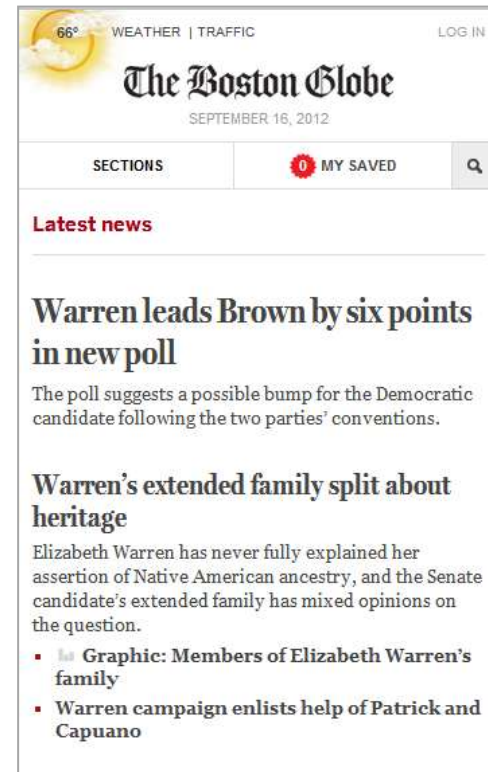 66° WEATHER | TRAFFIC LOG IN
The Boston Globe
SEPTEMBER 16, 2012
SECTIONS 0 MY SAVED
Latest news
Warren leads Brown by six points
in new poll
The poll suggests a possible bump for the Democratic
candidate following the two parties’ conventions.
Warren’s extended family split about
heritage
Elizabeth Warren has never fully explained her
assertion of Native American ancestry, and the Senate
candidate’s extended family has mixed opinions on
the question.
Graphic: Members of Elizabeth Warren’s
family
Warren campaign enlists help of Patrick and
Capuano